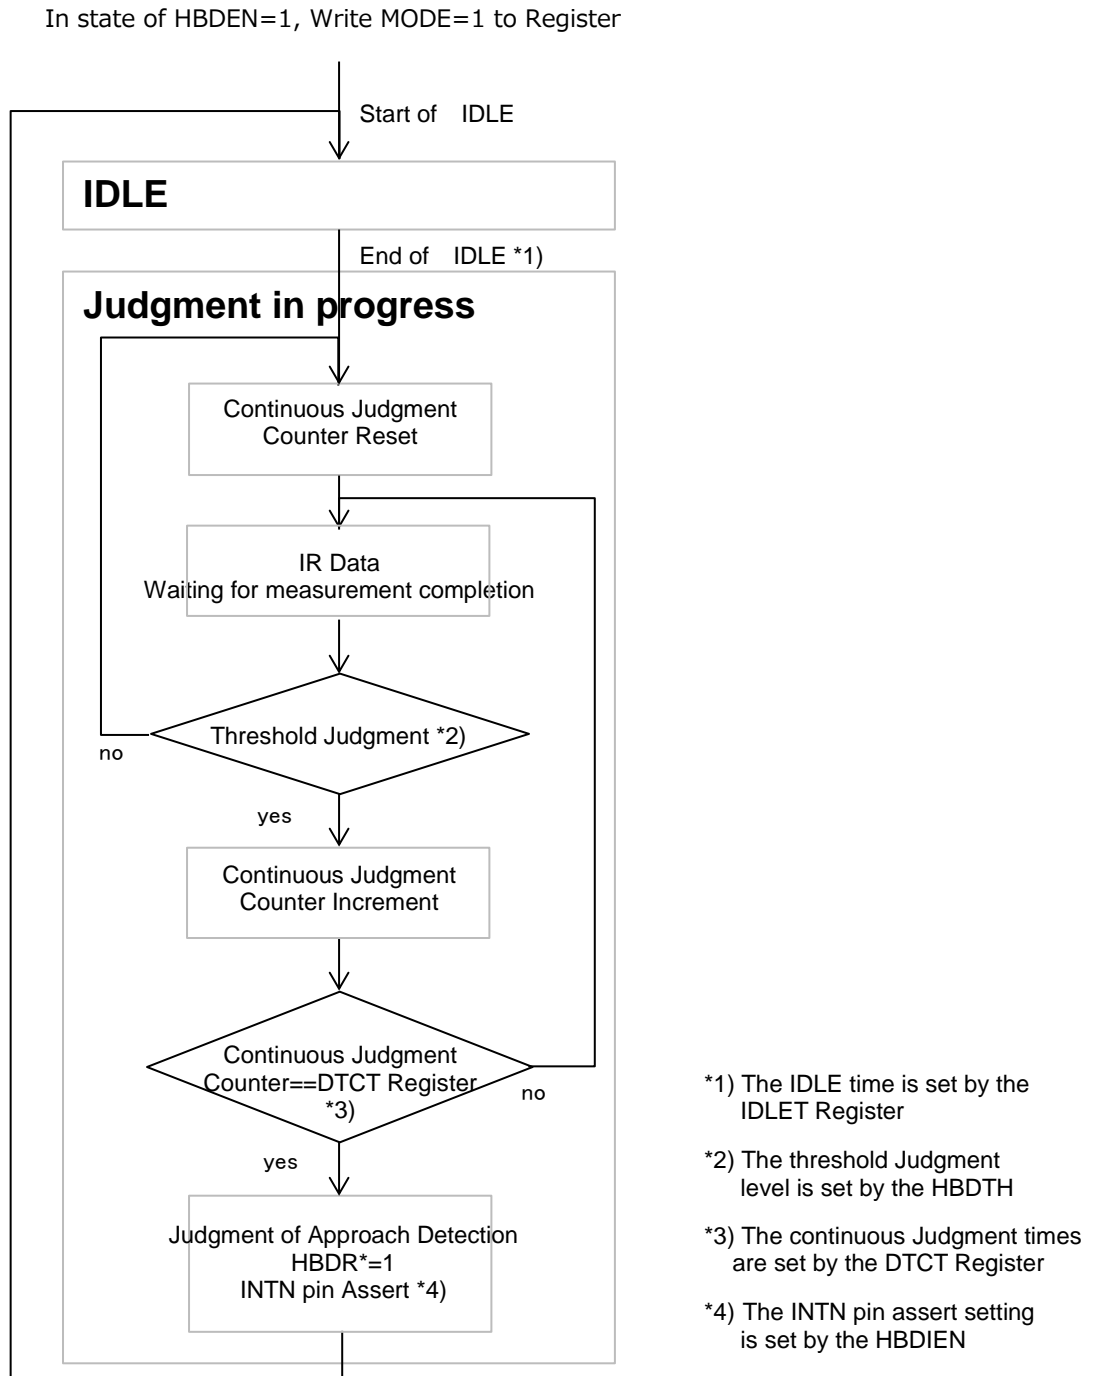 In state of HBDEN=1, Write MODE=1 to Register
Start of IDLE
IDLE
End of IDLE *1)
Judgment in progress
Continuous Judgment
Counter Reset
IR Data
Waiting for measurement completion
Threshold Judgment *2)
no
yes
Continuous Judgment
Counter Increment
Continuous Judgment
Counter==DTCT Register
*3)
no
yes
Judgment of Approach Detection
HBDR*=1
INTN pin Assert *4)
*1) The IDLE time is set by the
IDLET Register
*2) The threshold Judgment
level is set by the HBDTH
*3) The continuous Judgment times
are set by the DTCT Register
*4) The INTN pin assert setting
is set by the HBDIEN